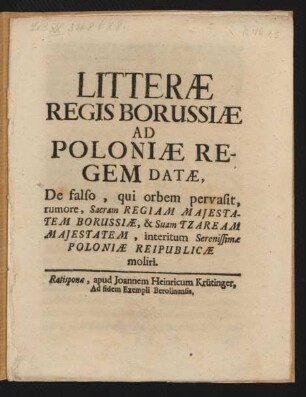 LITTERÆ
REGIS BORUSSIÆ
AD
POLONIÆ RE-
GEM DATÆ,
De falso, qui orbem pervasit,
rumore, Sacram REGIAM MAJESTA-
TEM BORUSSIÆ, & Suam TZAREAM
MAJESTATEM, interitum Serenissimæ
POLONIÆ REIPUBLICÆ
moliri.
Ratisponæ, apud Joannem Heinricum Krütinger,
Ad fidem Exempli Berolinensis.